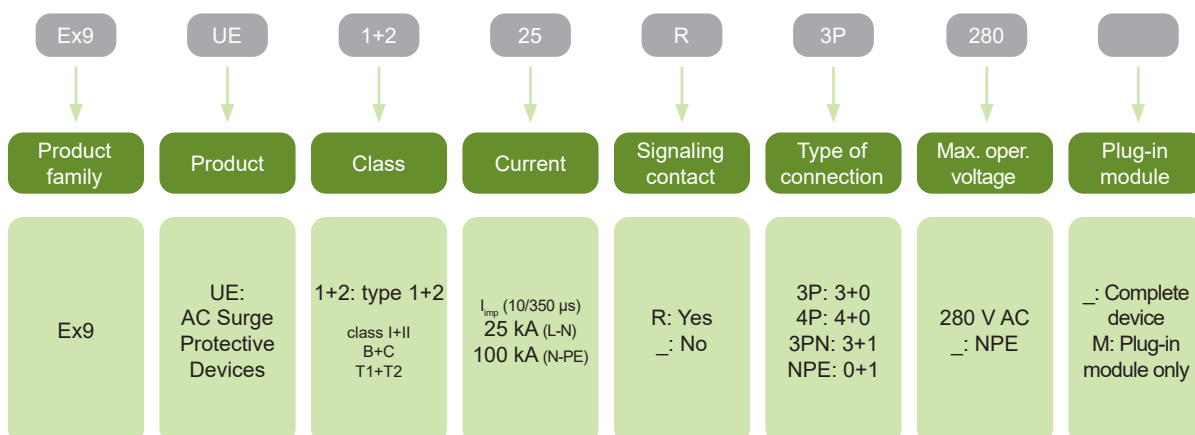 Ex9
UE
1+2
25
R
3P
280
Product
family
Product
Class
Current
Signaling
contact
Type of
connection
Max. oper.
voltage
Plug-in
module
Ex9
UE:
AC Surge
Protective
Devices
1+2: type 1+2
class I+II
B+C
T1+T2
Iimp (10/350 µs)
25 kA (L-N)
100 kA (N-PE)
R: Yes
_: No
3P: 3+0
4P: 4+0
3PN: 3+1
NPE: 0+1
280 V AC
_: NPE
_: Complete
device
M: Plug-in
module only